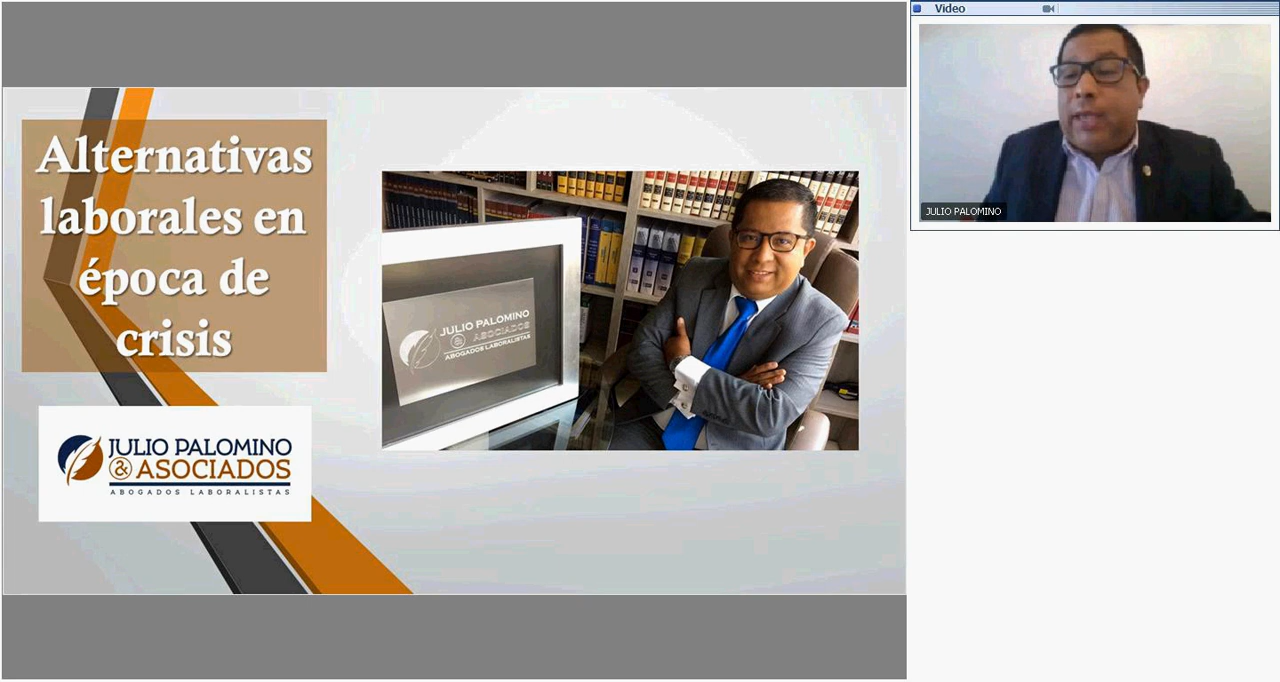 Alternativas
laborales en
época de
crisis
JULIO PALOMINO
& ASOCIADOS
ABOGADOS LABORALISTAS
JULIO PALOMINO
& ASOCIADOS
ABOGADOS LABORALISTAS
Video
JULIO PALOMINO